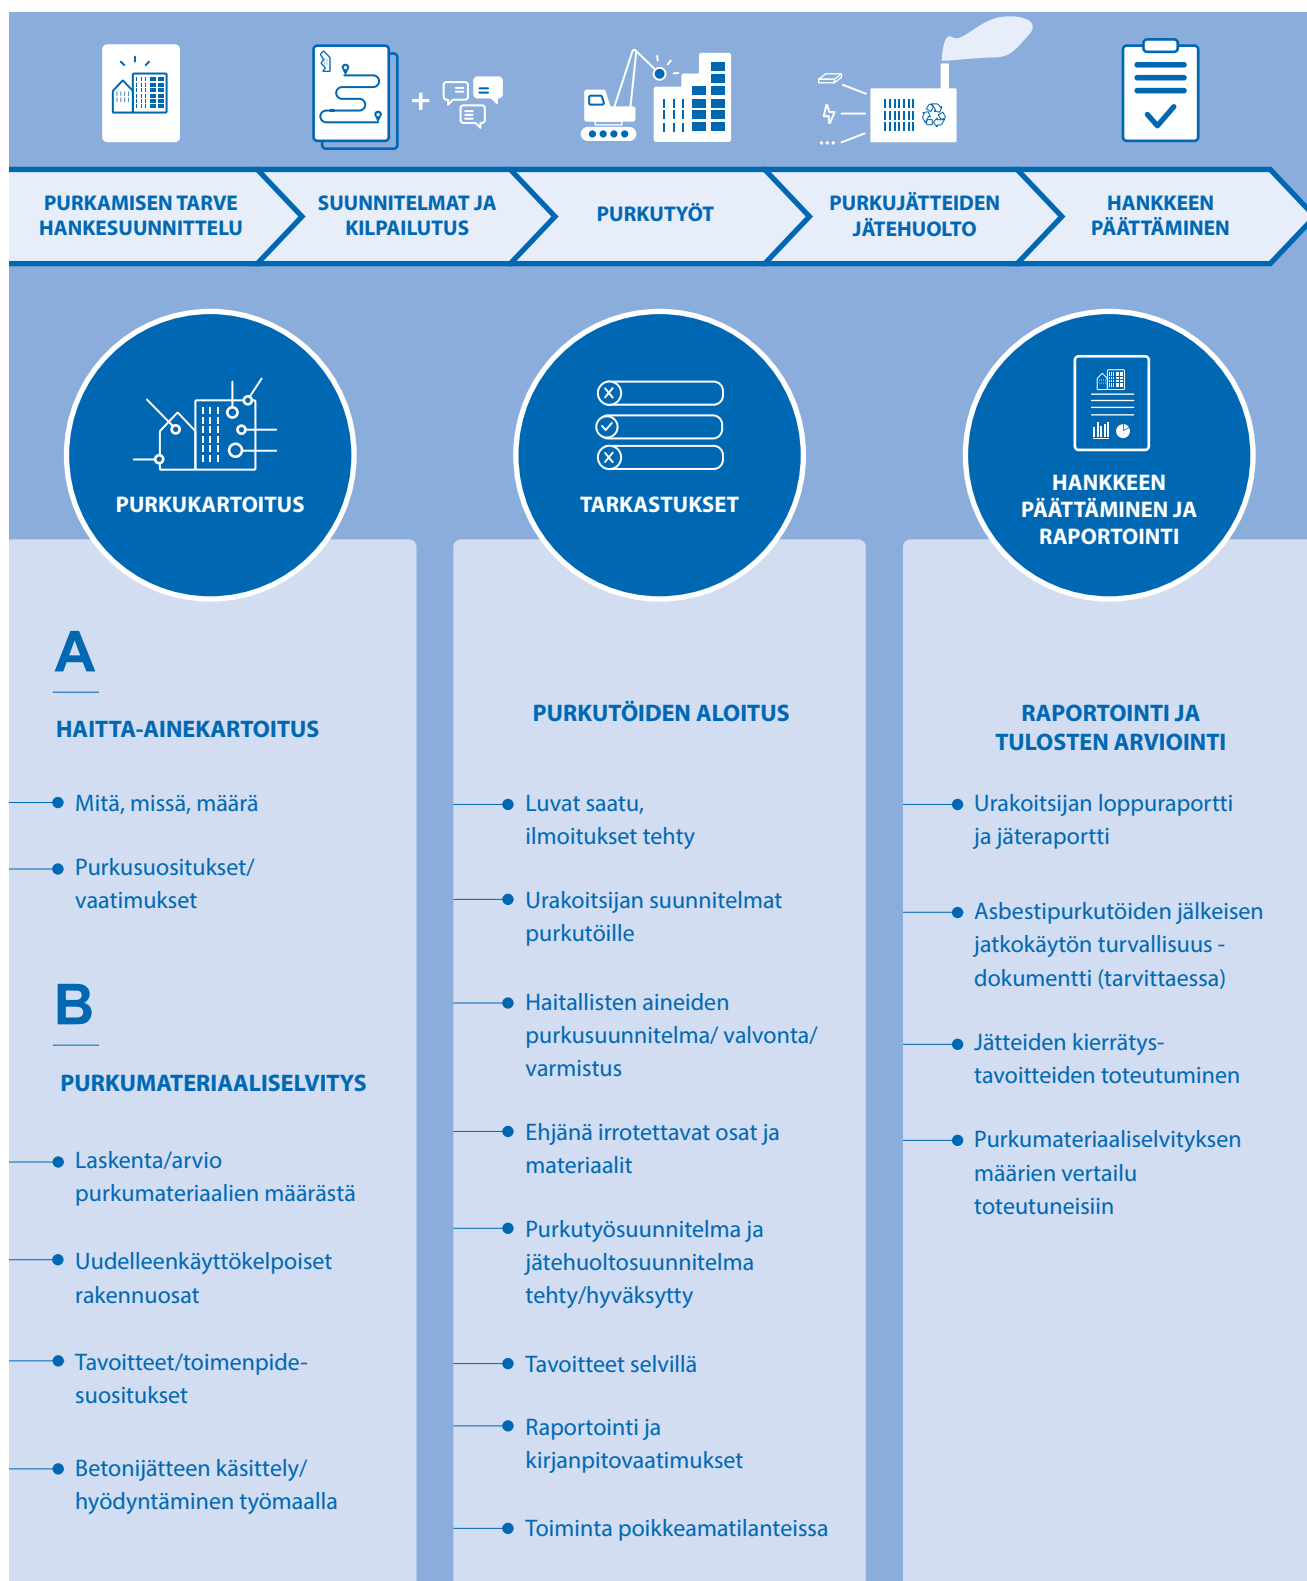 PURKAMISEN TARVE
HANKESUUNNITTELU
SUUNNITELMAT JA
KILPAILUTUS
PURKUTYÖT
PURKUJÄTTEIDEN
JÄTEHUOLTO
HANKKEEN
PÄÄTTÄMINEN
PURKUKARTOITUS
A
HAITTA-AINEKARTOITUS
Mitä, missä, määrä
Purkusuositukset/
vaatimukset
B
PURKUMATERIAALISELVITYS
Laskenta/arvio
purkumateriaalien määrästä
Uudelleenkäyttökelpoiset
rakennuosat
Tavoitteet/toimenpide-
suositukset
Betonijätteen käsittely/
hyödyntäminen työmaalla
TARKASTUKSET
PURKUTÖIDEN ALOITUS
Luvat saatu,
ilmoitukset tehty
Urakoitsijan suunnitelmat
purkutöille
Haitallisten aineiden
purkusuunnitelma/ valvonta/
varmistus
Ehjänä irrotettavat osat ja
materiaalit
Purkutyösuunnitelma ja
jätehuoltosuunnitelma
tehty/hyväksytty
Tavoitteet selvillä
Raportointi ja
kirjanpitovaatimukset
Toiminta poikkeamatilanteissa
HANKKEEN
PÄÄTTÄMINEN JA
RAPORTOINTI
RAPORTOINTI JA
TULOSTEN ARVIOINTI
Urakoitsijan loppuraportti
ja jäteraportti
Asbestipurkutöiden jälkeisen
jatkokäytön turvallisuus -
dokumentti (tarvittaessa)
Jätteiden kierrätys-
tavoitteiden toteutuminen
Purkumateriaaliselvityksen
määrien vertailu
toteutuneisiin